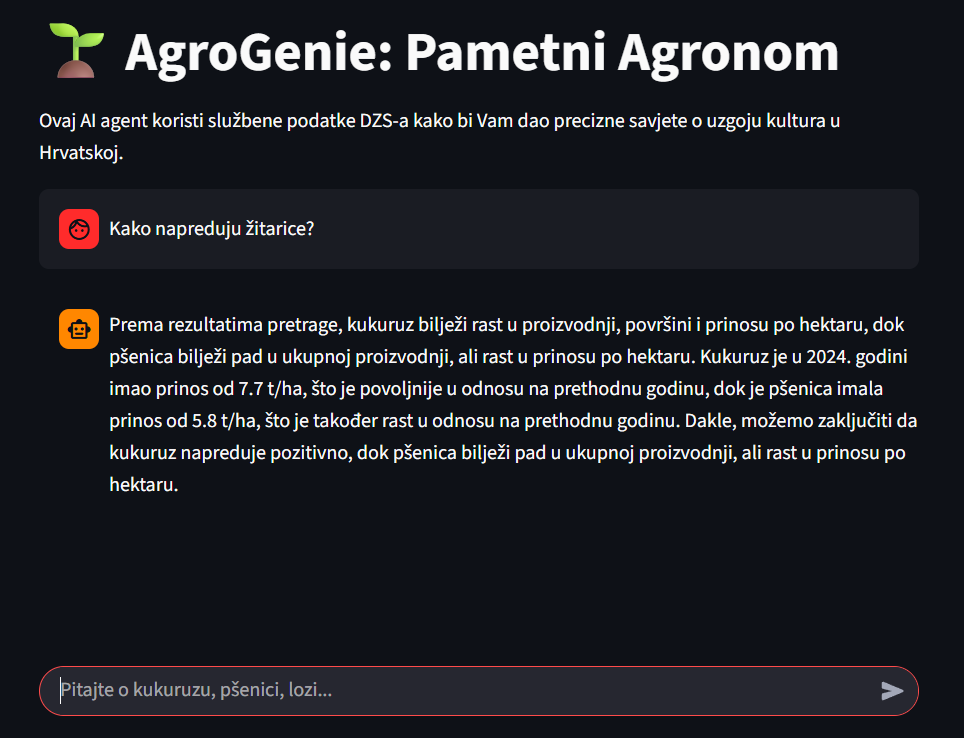 AgroGenie: Pametni Agronom
Ovaj AI agent koristi službene podatke DZS-a kako bi Vam dao precizne savjete o uzgoju kultura u
Hrvatskoj.
Kako napreduju žitarice?
Prema rezultatima pretrage, kukuruz bilježi rast u proizvodnji, površini i prinosu po hektaru, dok
pšenica bilježi pad u ukupnoj proizvodnji, ali rast u prinosu po hektaru. Kukuruz je u 2024. godini
imao prinos od 7.7 t/ha, što je povoljnije u odnosu na prethodnu godinu, dok je pšenica imala
prinos od 5.8 t/ha, što je također rast u odnosu na prethodnu godinu. Dakle, možemo zaključiti da
kukuruz napreduje pozitivno, dok pšenica bilježi pad u ukupnoj proizvodnji, ali rast u prinosu po
hektaru.
Pitajte o kukuruzu, pšenici, lozi...